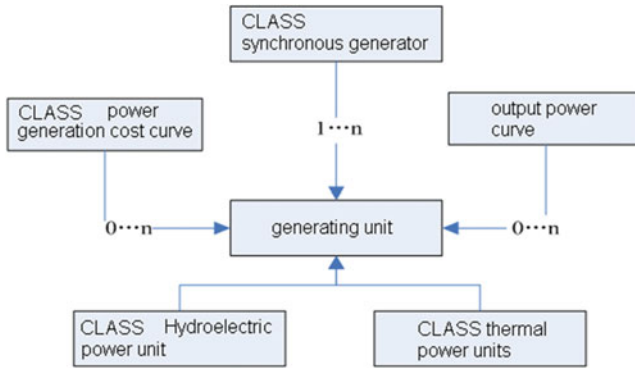 CLASS
synchronous generator
CLASS power
generation cost curve
output power
curve
1···n
0···n
generating unit
0···n
CLASS Hydroelectric
power unit
CLASS thermal
power units